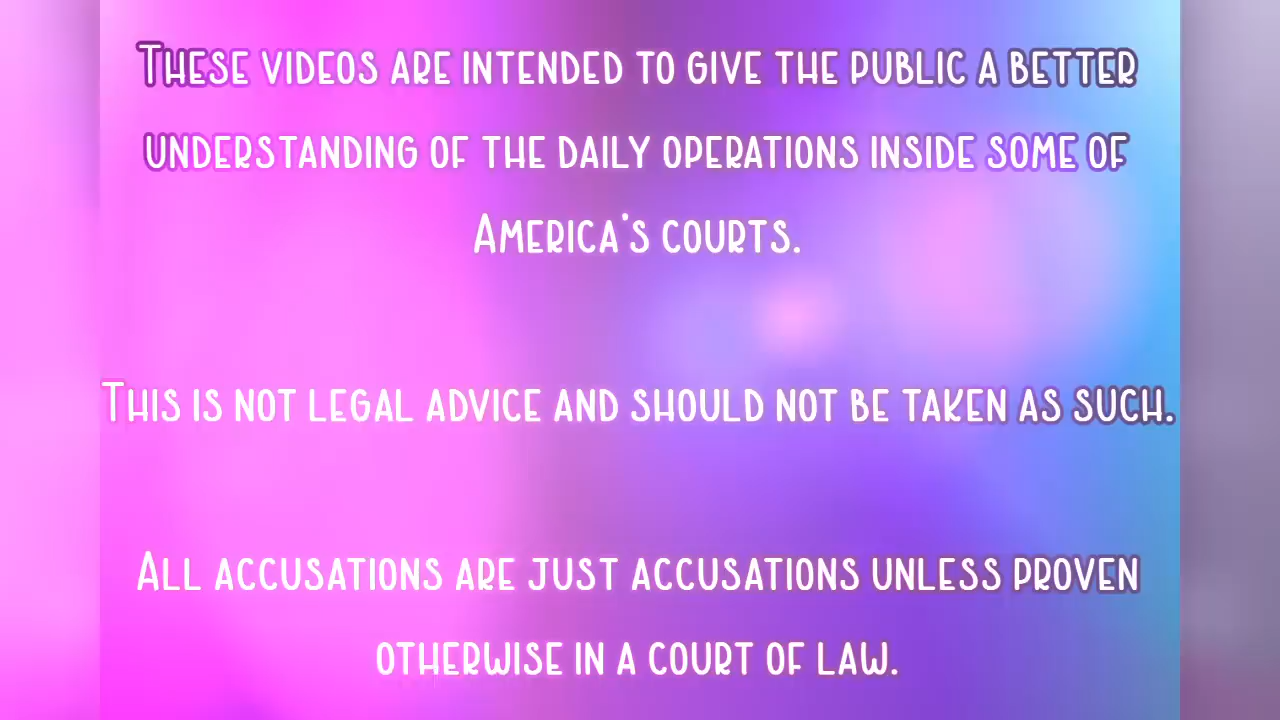 These videos are intended to give the public a better
understanding of the daily operations inside some of
America's courts.
This is not legal advice and should not be taken as such.
All accusations are just accusations unless proven
otherwise in a court of law.